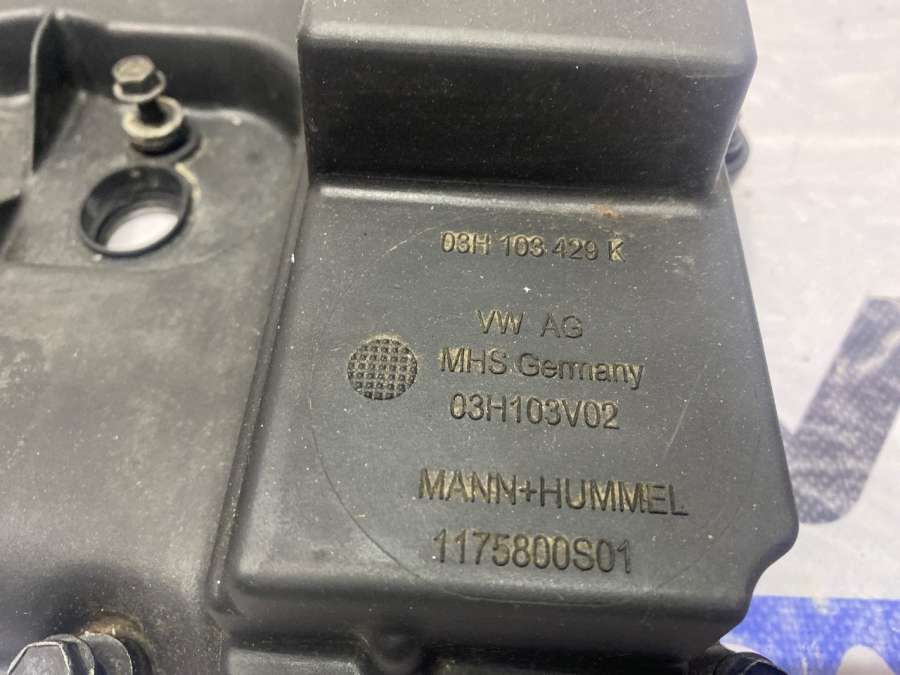 03H 103 429 K
VW AG
MHS Germany
03H103V02
MANN+HUMMEL
1175800S01